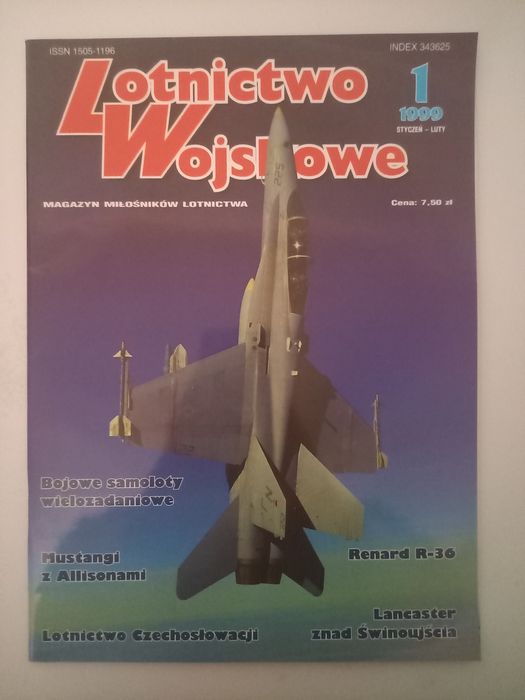 ISSN 1505-1196
INDEX 343625
Lotnictwo
Wojskowe
1
1999
STYCZEŃ - LUTY
MAGAZYN MIŁOŚNIKÓW LOTNICTWA
Cena: 7,50 zł
225
Bojowe samoloty
wielozadaniowe
Mustangi
z Allisonami
Renard R-36
Lotnictwo Czechosłowacji
Lancaster
znad Świnoujścia